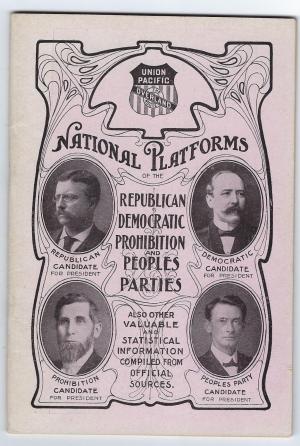 UNION
PACIFIC
OVERLAND
NATIONAL PLATFORMS
OF THE
REPUBLICAN
DEMOCRATIC
PROHIBITION
AND
PEOPLES
PARTIES
REPUBLICAN
CANDIDATE
FOR PRESIDENT
DEMOCRATIC
CANDIDATE
FOR PRESIDENT
ALSO OTHER
VALUABLE
AND
STATISTICAL
INFORMATION
COMPILED FROM
OFFICIAL
SOURCES.
PROHIBITION
CANDIDATE
FOR PRESIDENT
PEOPLES PARTY
CANDIDATE
FOR PRESIDENT